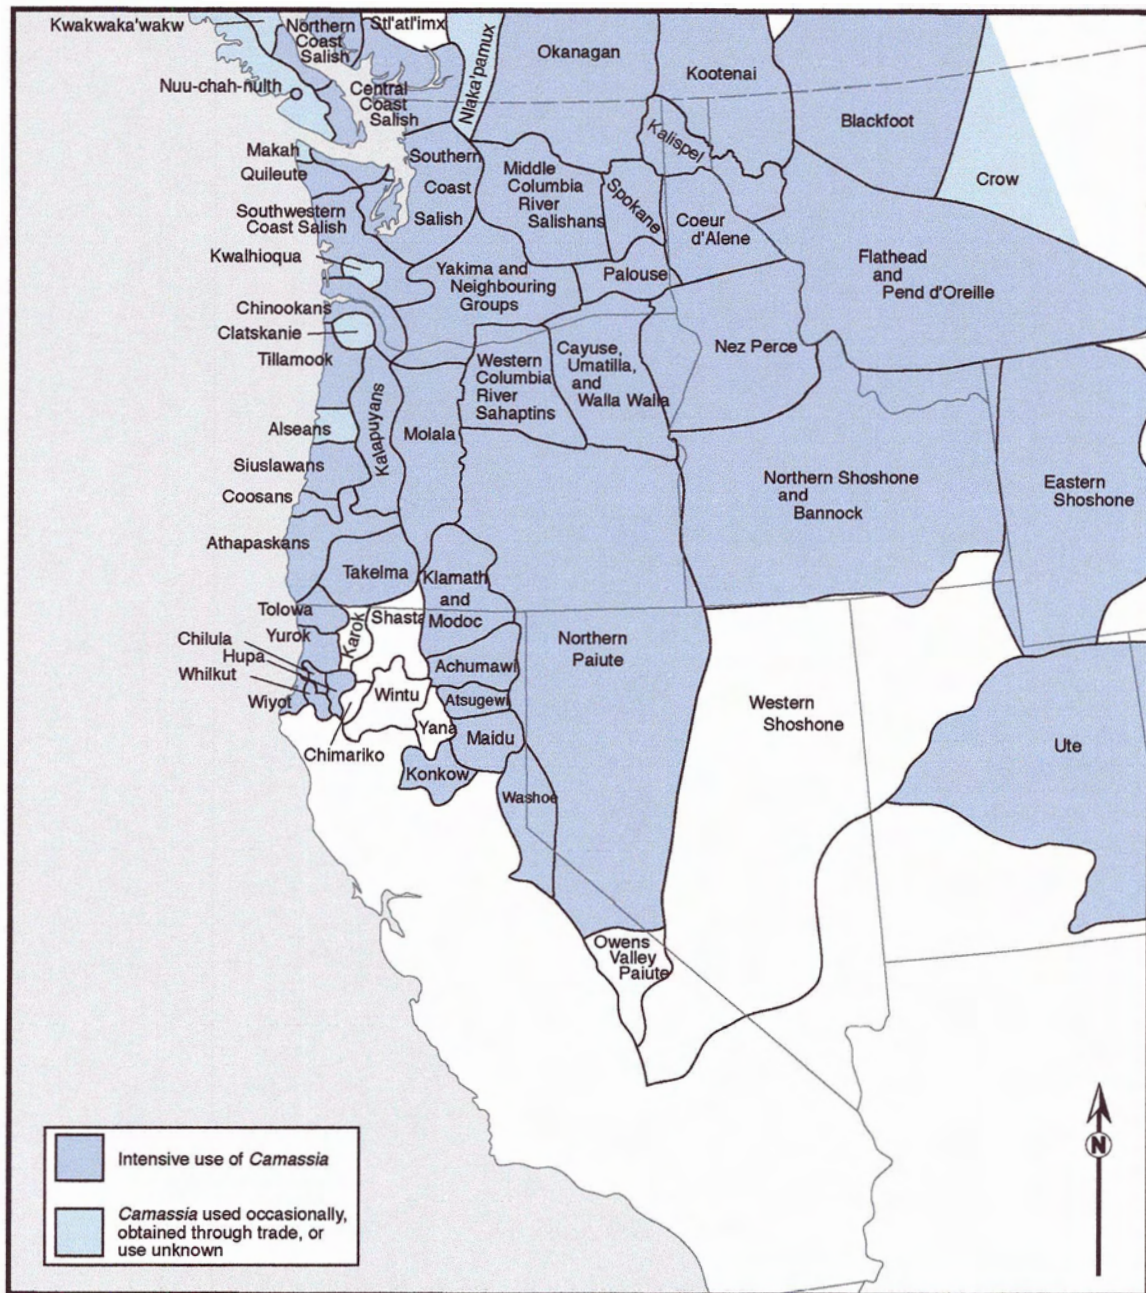 Kwakwaka'wakw
Northern
Coast
Salish
Stl'atl'imx
Nlaka'pamux
Okanagan
Kootenai
Nuu-chah-nulth
Central
Coast
Salish
Blackfoot
Kalispel
Makah
Quileute
Southern
Coast
Salish
Middle
Columbia
River
Salishans
Spokane
Crow
Southwestern
Coast Salish
Coeur
d'Alene
Kwalhioqua
Yakima and
Neighbouring
Groups
Palouse
Flathead
and
Pend d'Oreille
Chinookans
Clatskanie
Tillamook
Western
Columbia
River
Sahaptins
Cayuse,
Umatilla,
and
Walla Walla
Nez Perce
Kalapuyans
Alseans
Molala
Siuslawans
Coosans
Northern Shoshone
and
Bannock
Eastern
Shoshone
Athapaskans
Takelma
Klamath
and
Modoc
Tolowa
Shasta
Karok
Yurok
Chilula
Hupa
Whilkut
Wiyot
Northern
Paiute
Achumawi
Wintu
Atsugewi
Western
Shoshone
Yana
Maidu
Chimariko
Konkow
Ute
Washoe
Owens
Valley
Paiute
Intensive use of Camassia
Camassia used occasionally,
obtained through trade, or
use unknown
N